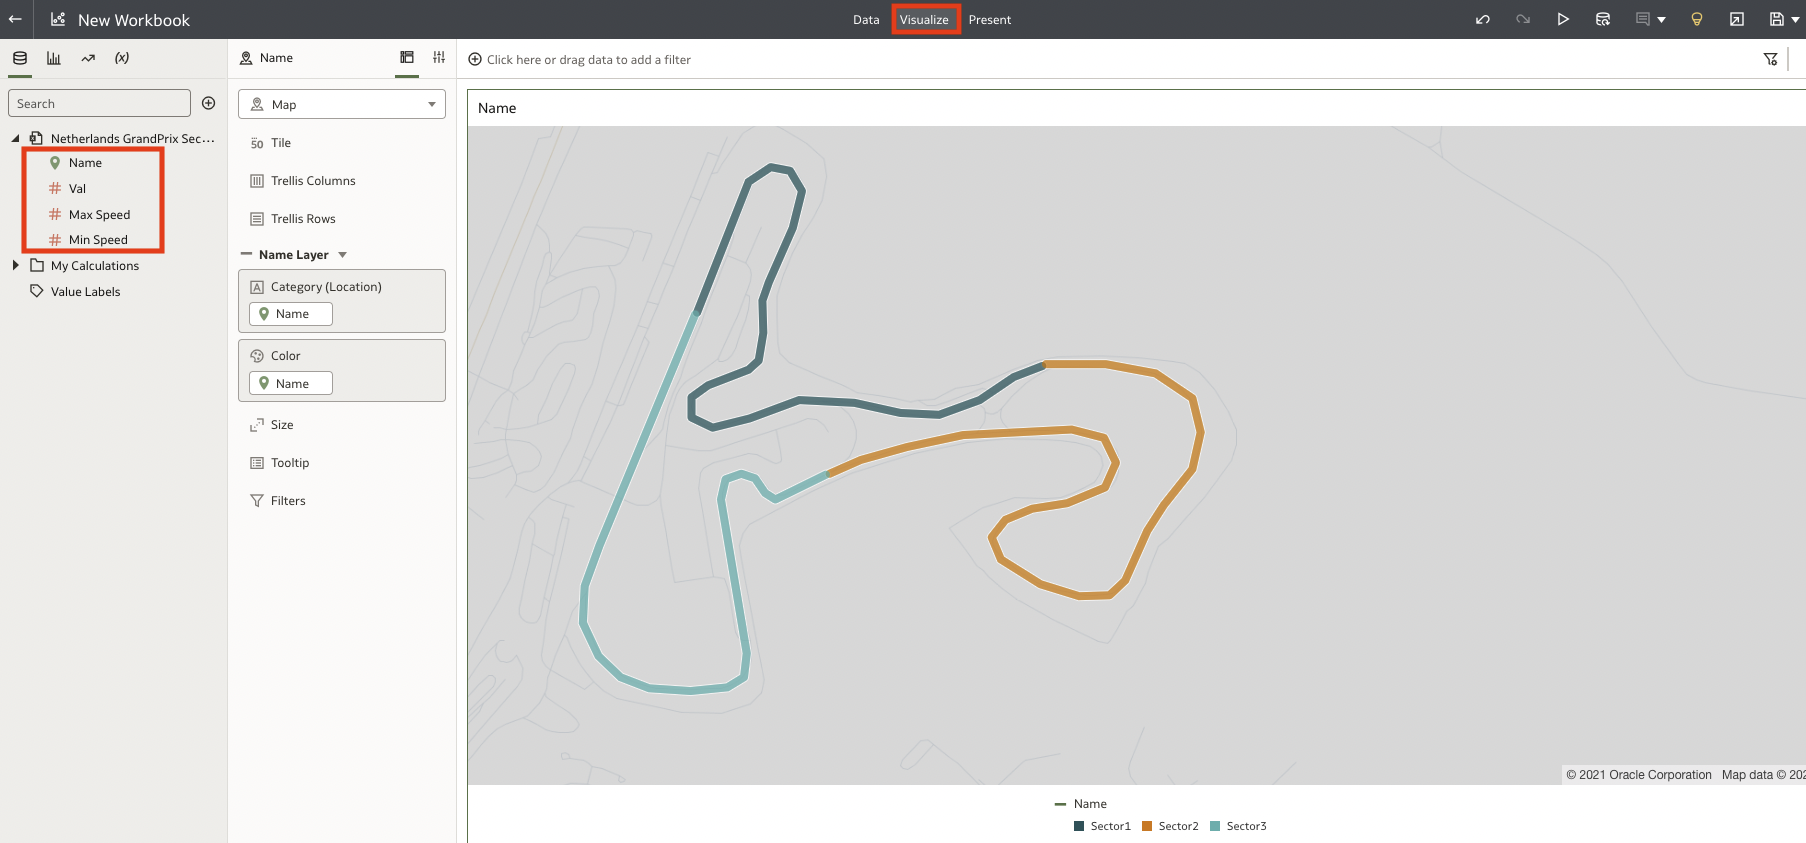 New Workbook
Data Visualize Present
(x)
Search
Netherlands GrandPrix Sec...
Name
Val
Max Speed
Min Speed
My Calculations
Value Labels
Name
Map
50 Tile
Trellis Columns
Trellis Rows
Name Layer
A Category (Location)
Name
Color
Name
Size
Tooltip
Filters
Click here or drag data to add a filter
Name
© 2021 Oracle Corporation Map data © 202
Name
Sector1 Sector2 Sector3